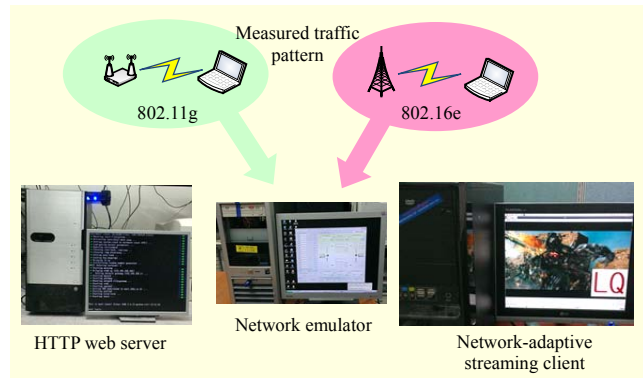 Measured traffic
pattern
802.11g
802.16e
LQ
HTTP web server
Network emulator
Network-adaptive
streaming client